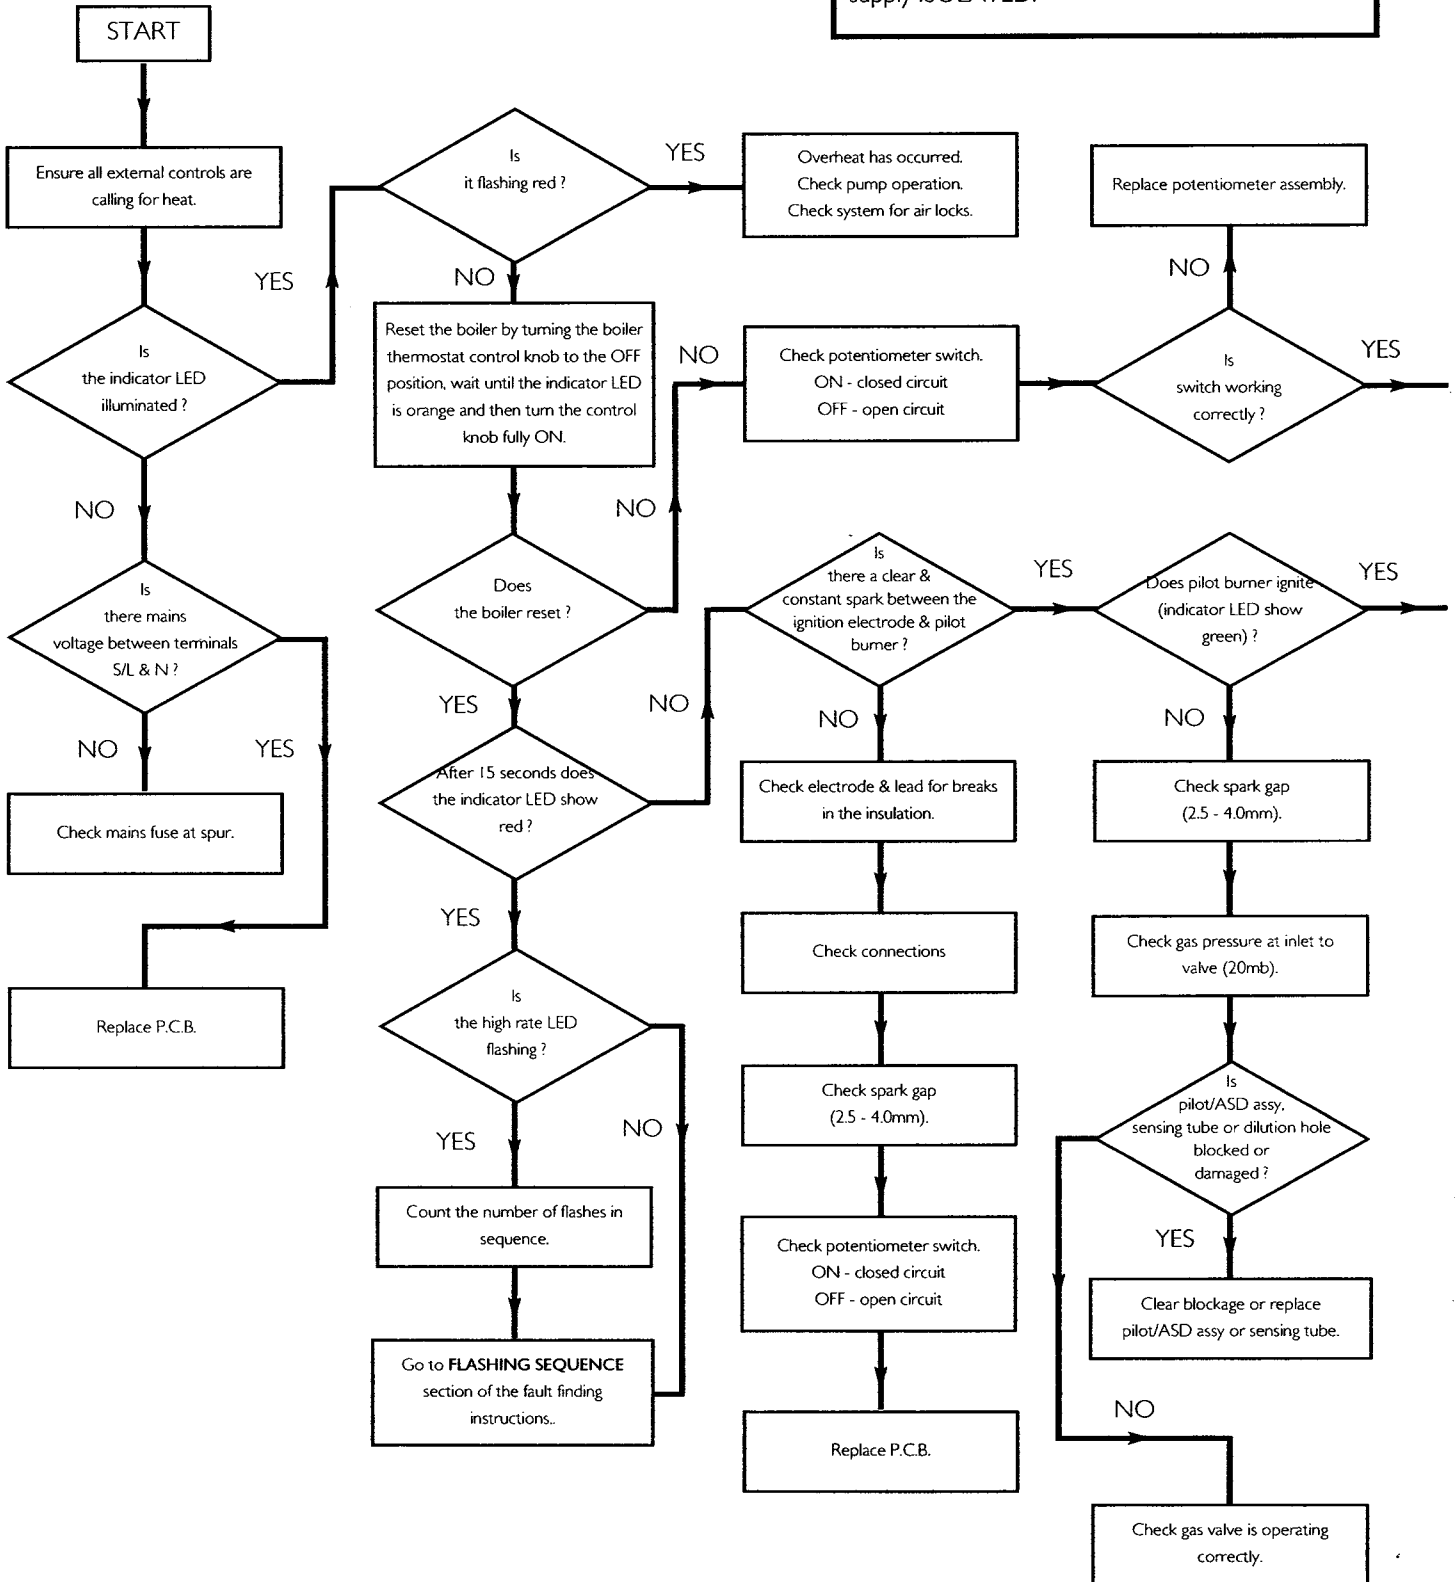 supply ISOLATED.
START
Ensure all external controls are
calling for heat.
Is
the indicator LED
illuminated ?
YES
NO
Is
there mains
voltage between terminals
S/L & N ?
NO
YES
Check mains fuse at spur.
Replace P.C.B.
Is
it flashing red ?
YES
NO
Overheat has occurred.
Check pump operation.
Check system for air locks.
Reset the boiler by turning the boiler
thermostat control knob to the OFF
position, wait until the indicator LED
is orange and then turn the control
knob fully ON.
Does
the boiler reset ?
NO
NO
YES
Check potentiometer switch.
ON - closed circuit
OFF - open circuit
Is
switch working
correctly ?
NO
YES
Replace potentiometer assembly.
After 15 seconds does
the indicator LED show
red ?
NO
YES
Is
the high rate LED
flashing ?
YES
NO
Count the number of flashes in
sequence.
Go to FLASHING SEQUENCE
section of the fault finding
instructions..
Is
there a clear &
constant spark between the
ignition electrode & pilot
burner ?
YES
NO
Check electrode & lead for breaks
in the insulation.
Check connections
Check spark gap
(2.5 - 4.0mm).
Check potentiometer switch.
ON - closed circuit
OFF - open circuit
Replace P.C.B.
Does pilot burner ignite
(indicator LED show
green) ?
YES
NO
Check spark gap
(2.5 - 4.0mm).
Check gas pressure at inlet to
valve (20mb).
Is
pilot/ASD assy,
sensing tube or dilution hole
blocked or
damaged ?
YES
Clear blockage or replace
pilot/ASD assy or sensing tube.
NO
Check gas valve is operating
correctly.